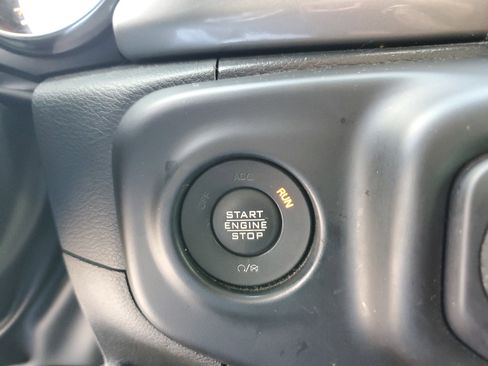 ACC
OFF
RUN
START
ENGINE
STOP